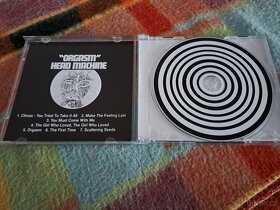 "ORGASM"
HEAD MACHINE
1. Climax - You Tried To Take It All 2. Make The Feeling Last
3. You Must Come With Me
4. The Girl Who Loved, The Girl Who Loved
5. Orgasm 6. The First Time 7. Scattering Seeds